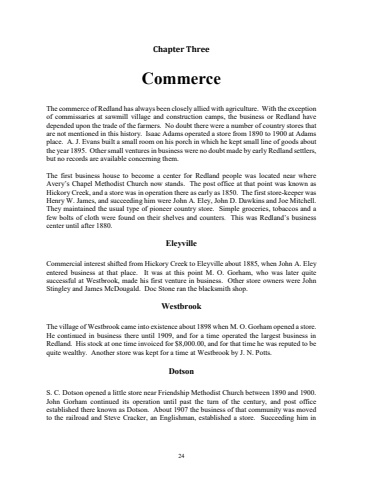 Chapter Three
Commerce
The commerce of Redland has always been closely allied with agriculture. With the exception
of commissaries at sawmill village and construction camps, the business or Redland have
depended upon the trade of the farmers. No doubt there were a number of country stores that
are not mentioned in this history. Isaac Adams operated a store from 1890 to 1900 at Adams
place. A. J. Evans built a small room on his porch in which he kept small line of goods about
the year 1895. Other small ventures in business were no doubt made by early Redland settlers,
but no records are available concerning them.
The first business house to become a center for Redland people was located near where
Avery's Chapel Methodist Church now stands. The post office at that point was known as
Hickory Creek, and a store was in operation there as early as 1850. The first store-keeper was
Henry W. James, and succeeding him were John A. Eley, John D. Dawkins and Joe Mitchell.
They maintained the usual type of pioneer country store. Simple groceries, tobaccos and a
few bolts of cloth were found on their shelves and counters. This was Redland's business
center until after 1880.
Eleyville
Commercial interest shifted from Hickory Creek to Eleyville about 1885, when John A. Eley
entered business at that place. It was at this point M. O. Gorham, who was later quite
successful at Westbrook, made his first venture in business. Other store owners were John
Stingley and James McDougald. Doc Stone ran the blacksmith shop.
Westbrook
The village of Westbrook came into existence about 1898 when M. O. Gorham opened a store.
He continued in business there until 1909, and for a time operated the largest business in
Redland. His stock at one time invoiced for $8,000.00, and for that time he was reputed to be
quite wealthy. Another store was kept for a time at Westbrook by J. N. Potts.
Dotson
S. C. Dotson opened a little store near Friendship Methodist Church between 1890 and 1900.
John Gorham continued its operation until past the turn of the century, and post office
established there known as Dotson. About 1907 the business of that community was moved
to the railroad and Steve Cracker, an Englishman, established a store. Succeeding him in
24